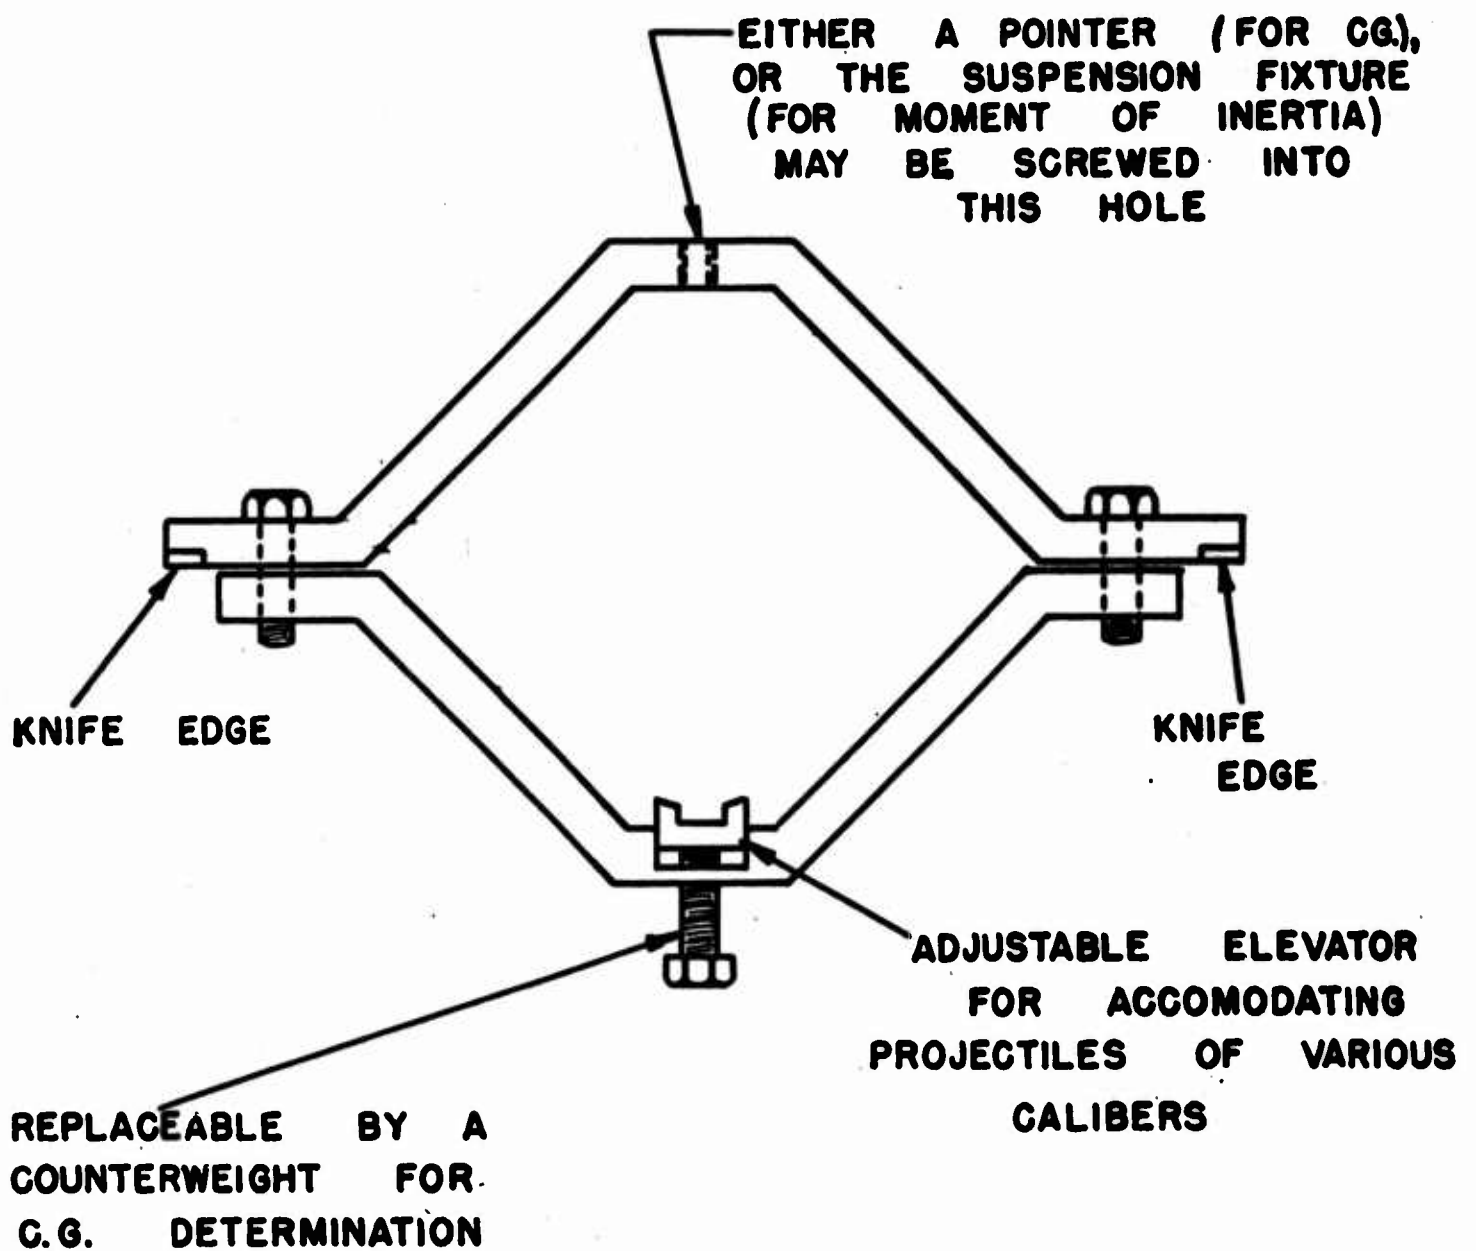 EITHER A POINTER (FOR CG.),
OR THE SUSPENSION FIXTURE
(FOR MOMENT OF INERTIA)
MAY BE SCREWED INTO
THIS HOLE
KNIFE EDGE
KNIFE
EDGE
ADJUSTABLE ELEVATOR
FOR ACCOMODATING
PROJECTILES OF VARIOUS
CALIBERS
REPLACEABLE BY A
COUNTERWEIGHT FOR
C.G. DETERMINATION